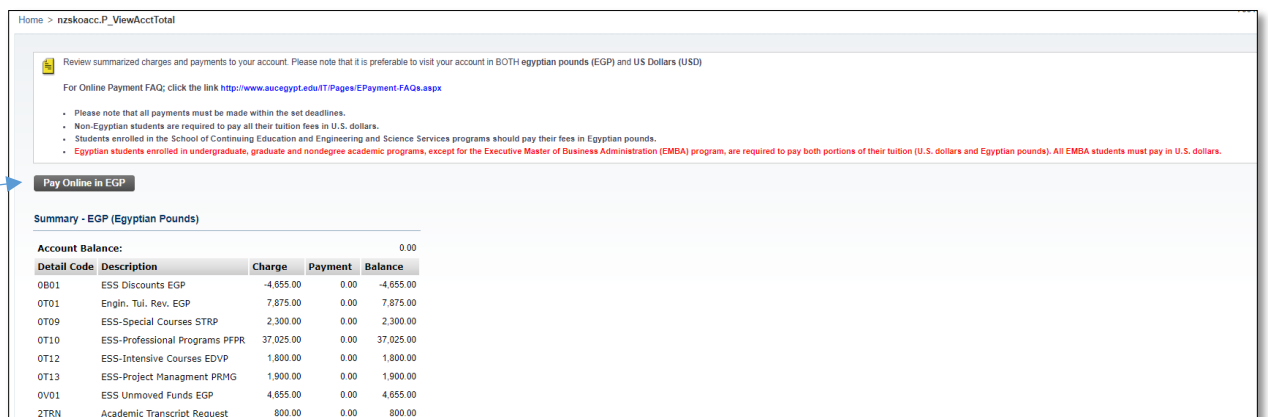 Home > nzskoacc.P_ViewAcctTotal
Review summarized charges and payments to your account. Please note that it is preferable to visit your account in BOTH egyptian pounds (EGP) and US Dollars (USD)
For Online Payment FAQ; click the link http://www.aucegypt.edu/IT/Pages/EPayment-FAQs.aspx
• Please note that all payments must be made within the set deadlines.
• Non-Egyptian students are required to pay all their tuition fees in U.S. dollars.
• Students enrolled in the School of Continuing Education and Engineering and Science Services programs should pay their fees in Egyptian pounds.
• Egyptian students enrolled in undergraduate, graduate and nondegree academic programs, except for the Executive Master of Business Administration (EMBA) program, are required to pay both portions of their tuition (U.S. dollars and Egyptian pounds). All EMBA students must pay in U.S. dollars.
Pay Online in EGP
Summary - EGP (Egyptian Pounds)
Account Balance: 0.00
Detail Code Description Charge Payment Balance
0B01 ESS Discounts EGP -4,655.00 0.00 -4,655.00
0T01 Engin. Tui. Rev. EGP 7,875.00 0.00 7,875.00
0T09 ESS-Special Courses STRP 2,300.00 0.00 2,300.00
0T10 ESS-Professional Programs PFPR 37,025.00 0.00 37,025.00
0T12 ESS-Intensive Courses EDVP 1,800.00 0.00 1,800.00
0T13 ESS-Project Managment PRMG 1,900.00 0.00 1,900.00
0V01 ESS Unmoved Funds EGP 4,655.00 0.00 4,655.00
2TRN Academic Transcript Request 800.00 0.00 800.00